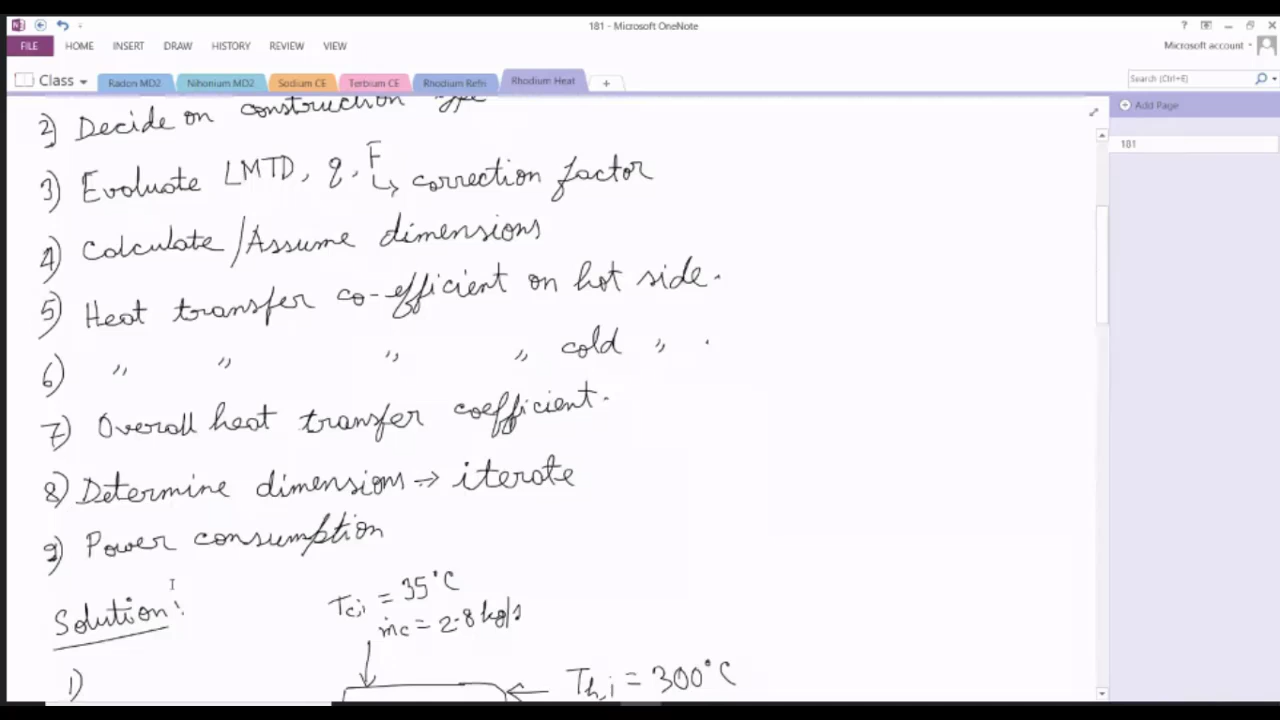 181 - Microsoft OneNote
FILE HOME INSERT DRAW HISTORY REVIEW VIEW
Microsoft account
Class Radon MD2 Nihonium MD2 Sodium CE Terbium CE Rhodium Refri Rhodium Heat +
Search (Ctrl+E)
Add Page
181
2) Decide on construction type
3) Evaluate LMTD, q, F
↳ correction factor
4) Calculate/Assume dimensions
5) Heat transfer co-efficient on hot side.
6) " " " " cold " .
7) Overall heat transfer coefficient.
8) Determine dimensions → iterate
9) Power consumption
Solution:
Tc,i = 35°C
ṁc = 2.8 kg/s
1)
Th,i = 300°C